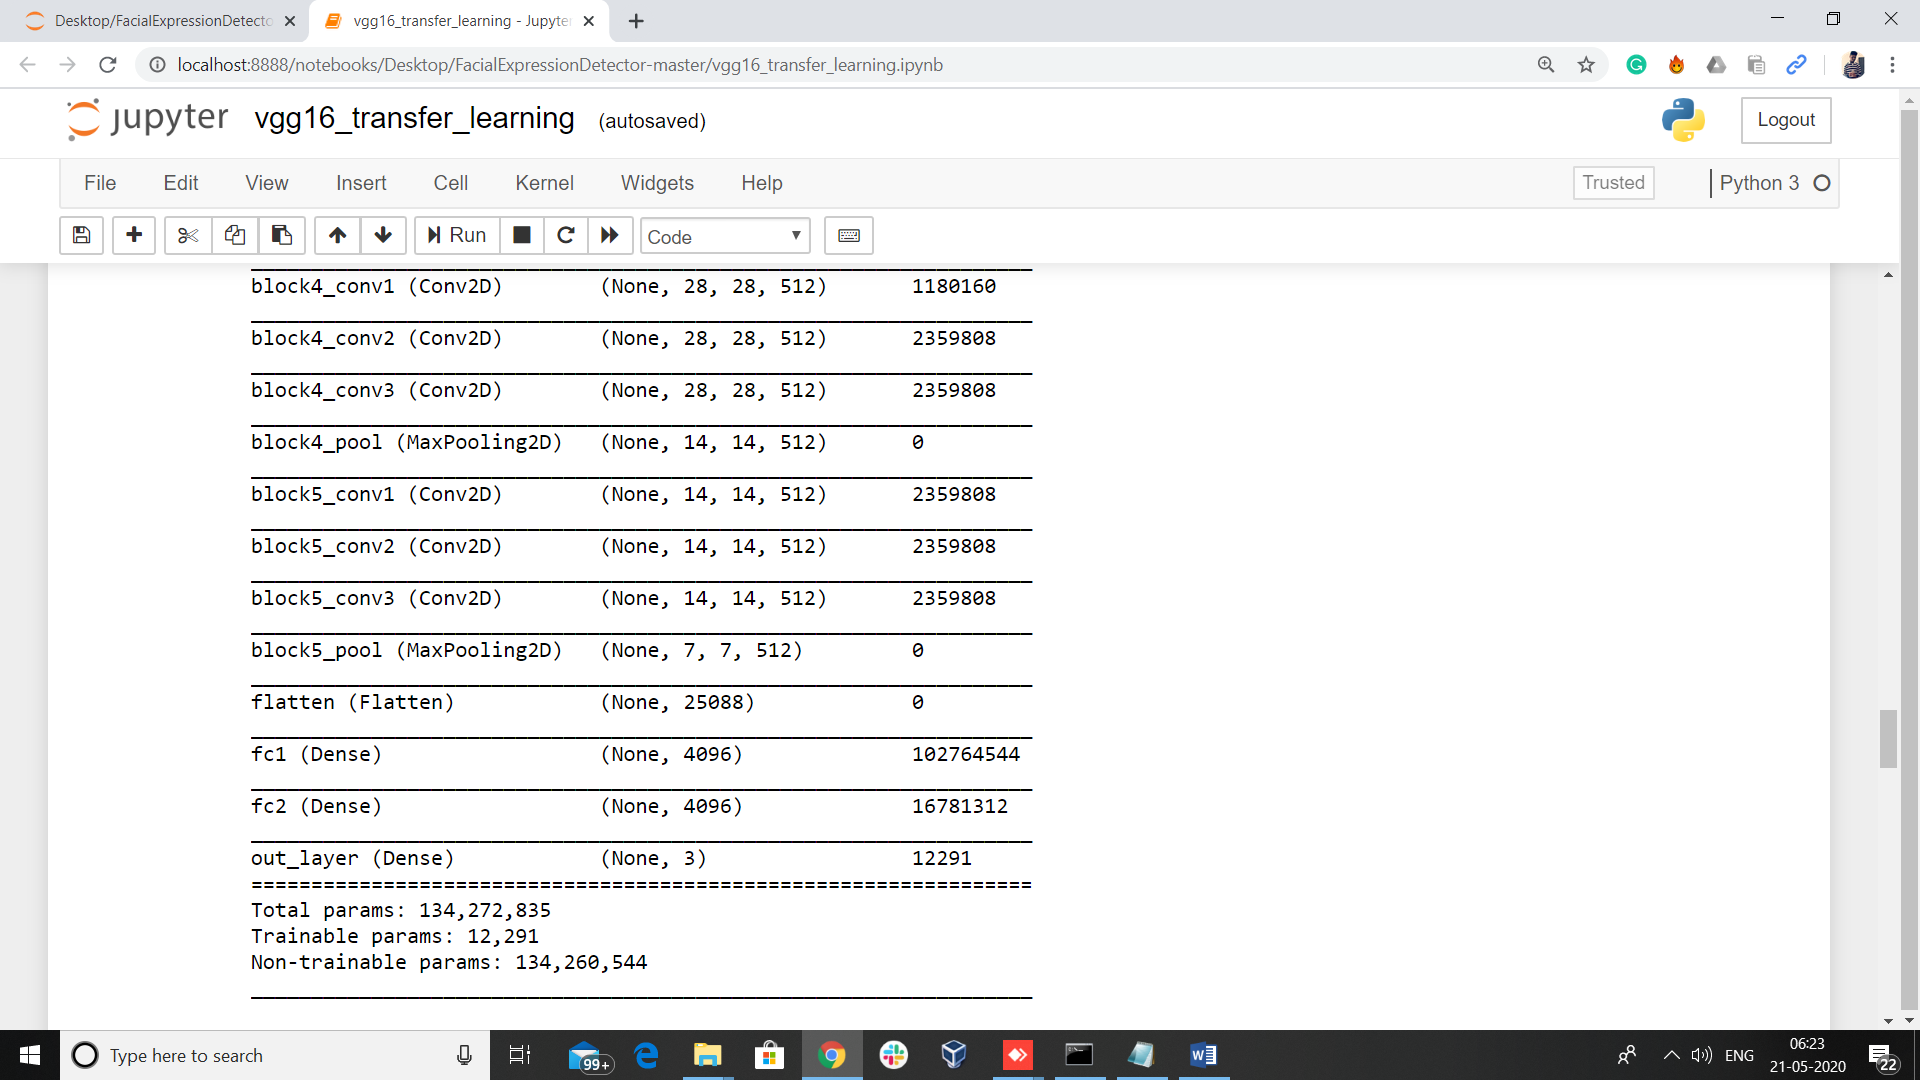 Desktop/FacialExpressionDetecto
vgg16_transfer_learning - Jupyte
localhost:8888/notebooks/Desktop/FacialExpressionDetector-master/vgg16_transfer_learning.ipynb
jupyter vgg16_transfer_learning (autosaved) Logout
File Edit View Insert Cell Kernel Widgets Help Trusted Python 3
Run Code
block4_conv1 (Conv2D) (None, 28, 28, 512) 1180160
block4_conv2 (Conv2D) (None, 28, 28, 512) 2359808
block4_conv3 (Conv2D) (None, 28, 28, 512) 2359808
block4_pool (MaxPooling2D) (None, 14, 14, 512) 0
block5_conv1 (Conv2D) (None, 14, 14, 512) 2359808
block5_conv2 (Conv2D) (None, 14, 14, 512) 2359808
block5_conv3 (Conv2D) (None, 14, 14, 512) 2359808
block5_pool (MaxPooling2D) (None, 7, 7, 512) 0
flatten (Flatten) (None, 25088) 0
fc1 (Dense) (None, 4096) 102764544
fc2 (Dense) (None, 4096) 16781312
out_layer (Dense) (None, 3) 12291
=================================================================
Total params: 134,272,835
Trainable params: 12,291
Non-trainable params: 134,260,544
Type here to search
99+
ENG
06:23
21-05-2020
22